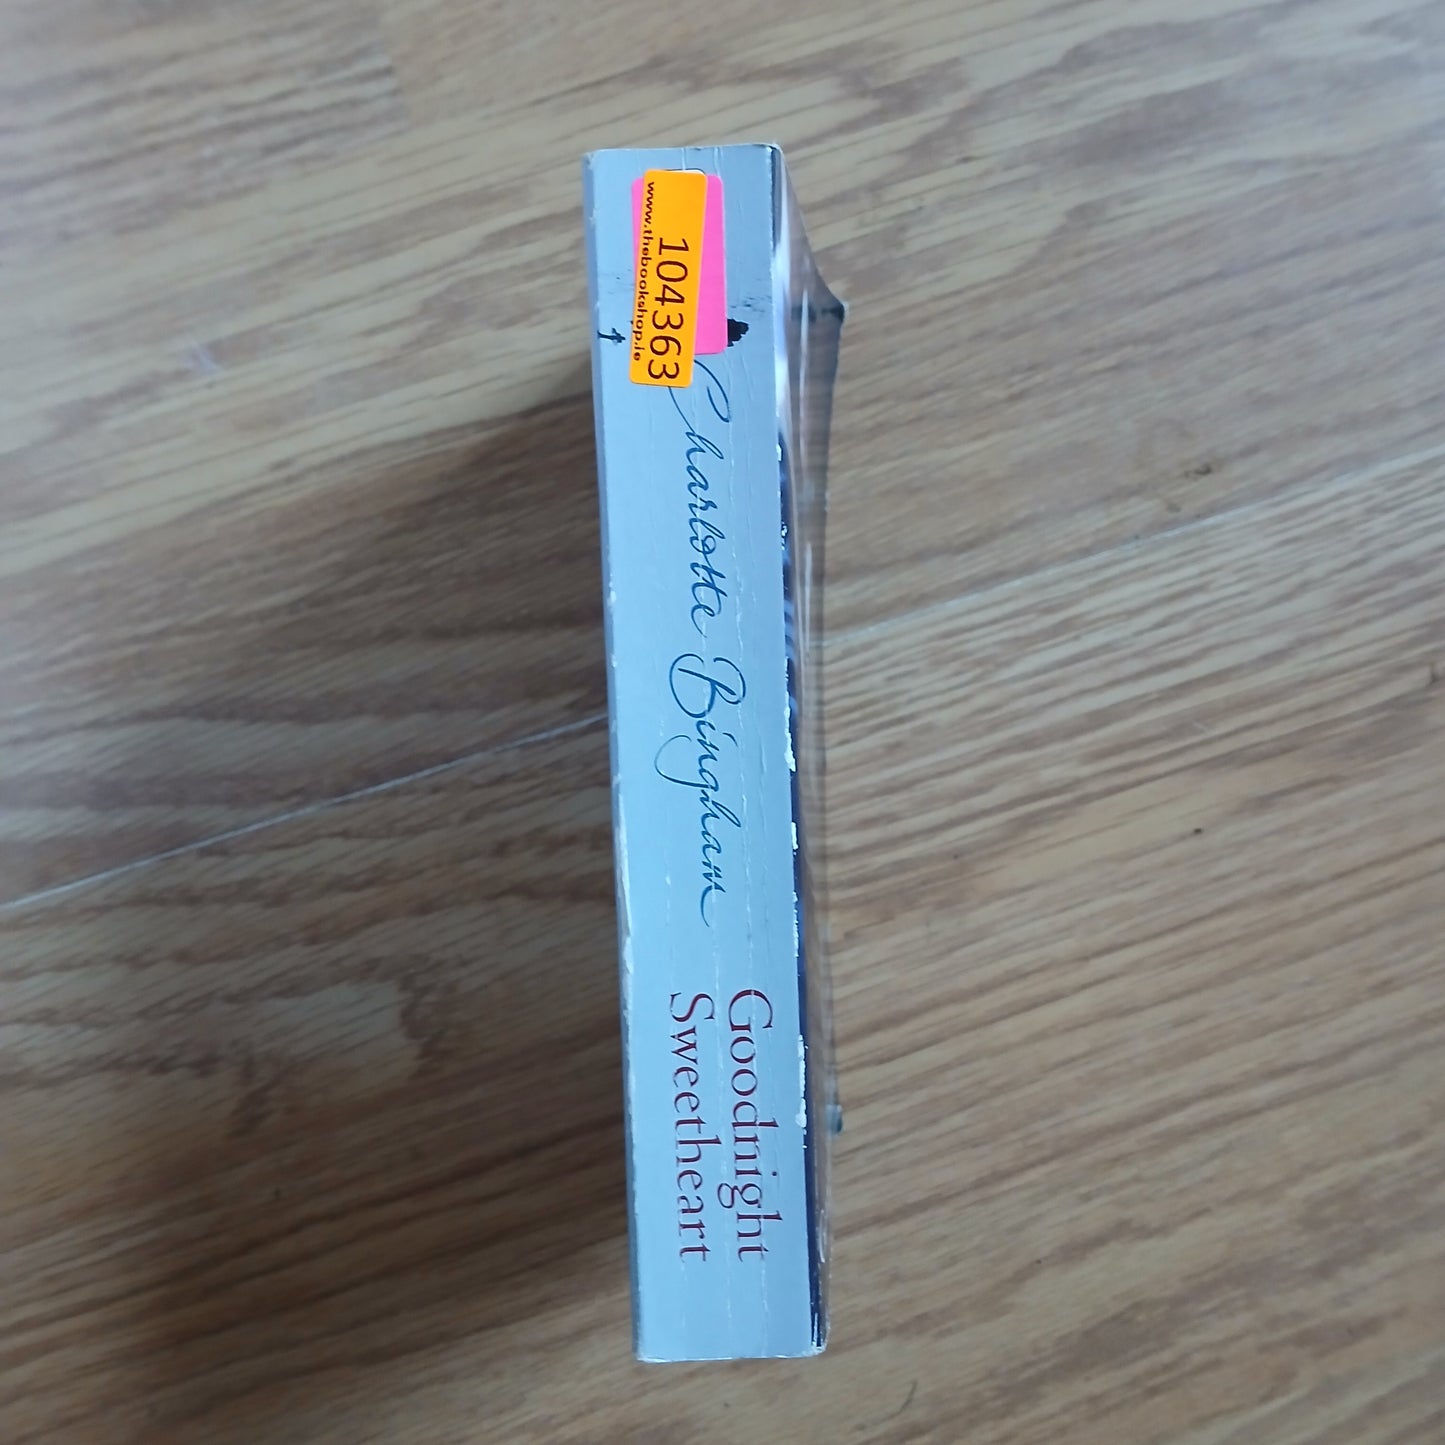 104363
www.thebookshop.ie
Charlotte Bingham
Goodnight
Sweetheart